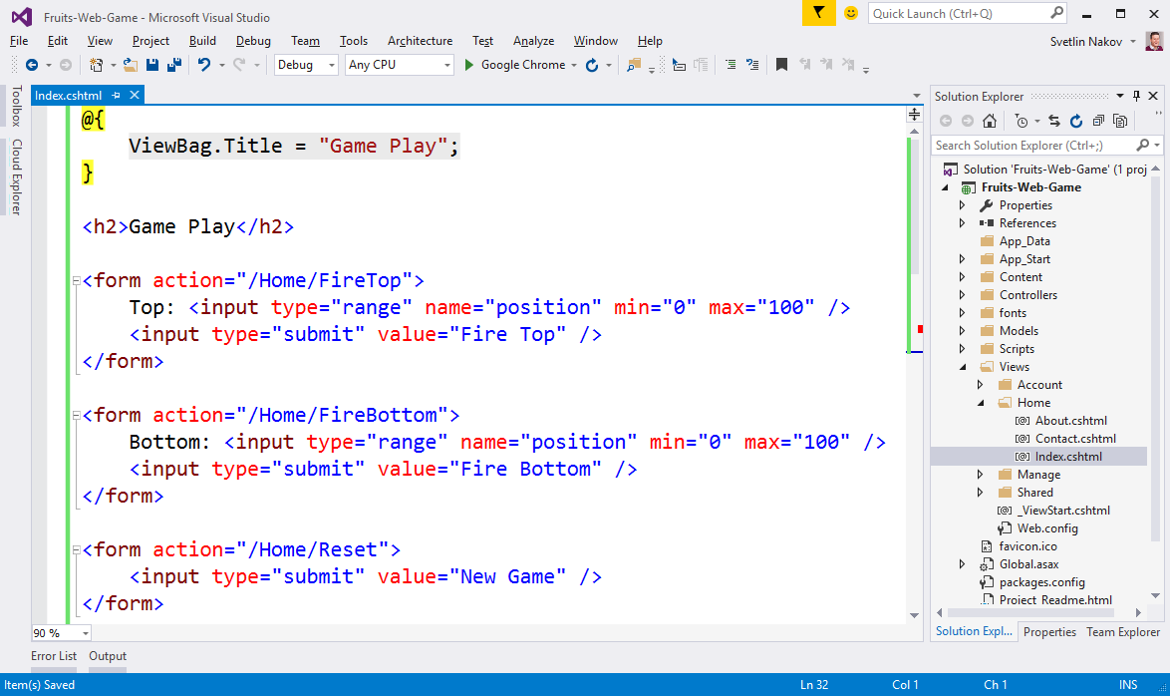 Fruits-Web-Game - Microsoft Visual Studio
Quick Launch (Ctrl+Q)
File Edit View Project Build Debug Team Tools Architecture Test Analyze Window Help
Svetlin Nakov
Debug Any CPU Google Chrome
Toolbox
Cloud Explorer
Index.cshtml
@{
ViewBag.Title = "Game Play";
}
<h2>Game Play</h2>
<form action="/Home/FireTop">
Top: <input type="range" name="position" min="0" max="100" />
<input type="submit" value="Fire Top" />
</form>
<form action="/Home/FireBottom">
Bottom: <input type="range" name="position" min="0" max="100" />
<input type="submit" value="Fire Bottom" />
</form>
<form action="/Home/Reset">
<input type="submit" value="New Game" />
</form>
90 %
Solution Explorer
Search Solution Explorer (Ctrl+;)
Solution 'Fruits-Web-Game' (1 proj
Fruits-Web-Game
Properties
References
App_Data
App_Start
Content
Controllers
fonts
Models
Scripts
Views
Account
Home
About.cshtml
Contact.cshtml
Index.cshtml
Manage
Shared
_ViewStart.cshtml
Web.config
favicon.ico
Global.asax
packages.config
Project_Readme.html
Solution Expl... Properties Team Explorer
Error List Output
Item(s) Saved Ln 32 Col 1 Ch 1 INS